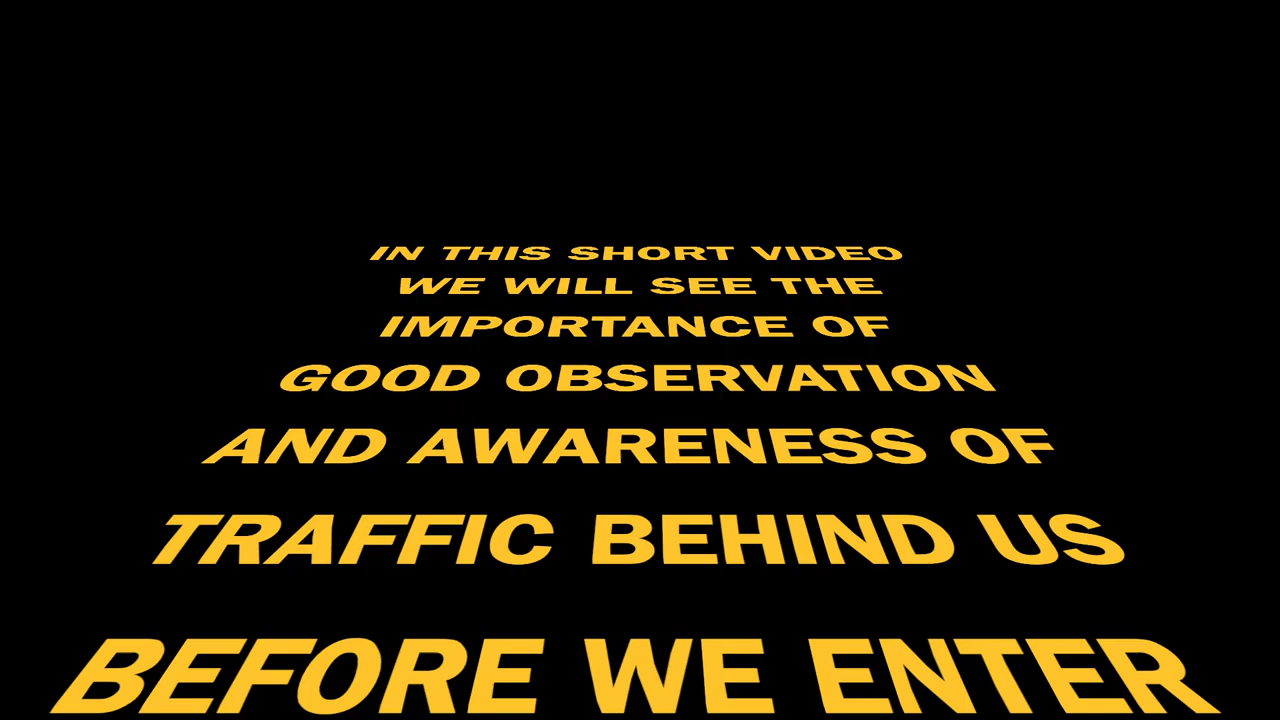 IN THIS SHORT VIDEO
WE WILL SEE THE
IMPORTANCE OF
GOOD OBSERVATION
AND AWARENESS OF
TRAFFIC BEHIND US
BEFORE WE ENTER